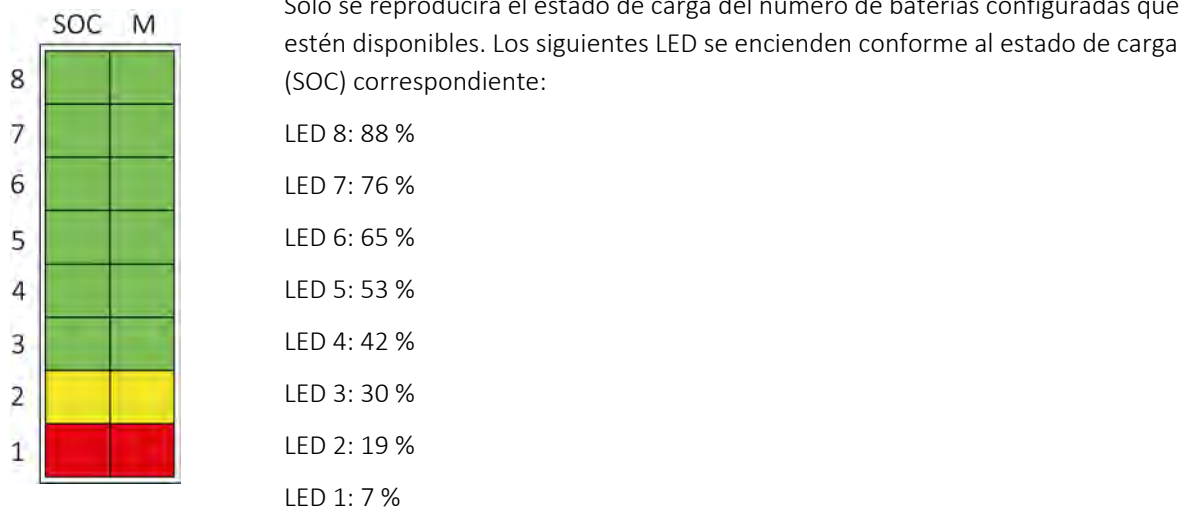 SOC M
8
7
6
5
4
3
2
1
Solo se reproducirá el estado de carga del número de baterías configuradas que
estén disponibles. Los siguientes LED se encienden conforme al estado de carga
(SOC) correspondiente:
LED 8: 88 %
LED 7: 76 %
LED 6: 65 %
LED 5: 53 %
LED 4: 42 %
LED 3: 30 %
LED 2: 19 %
LED 1: 7 %